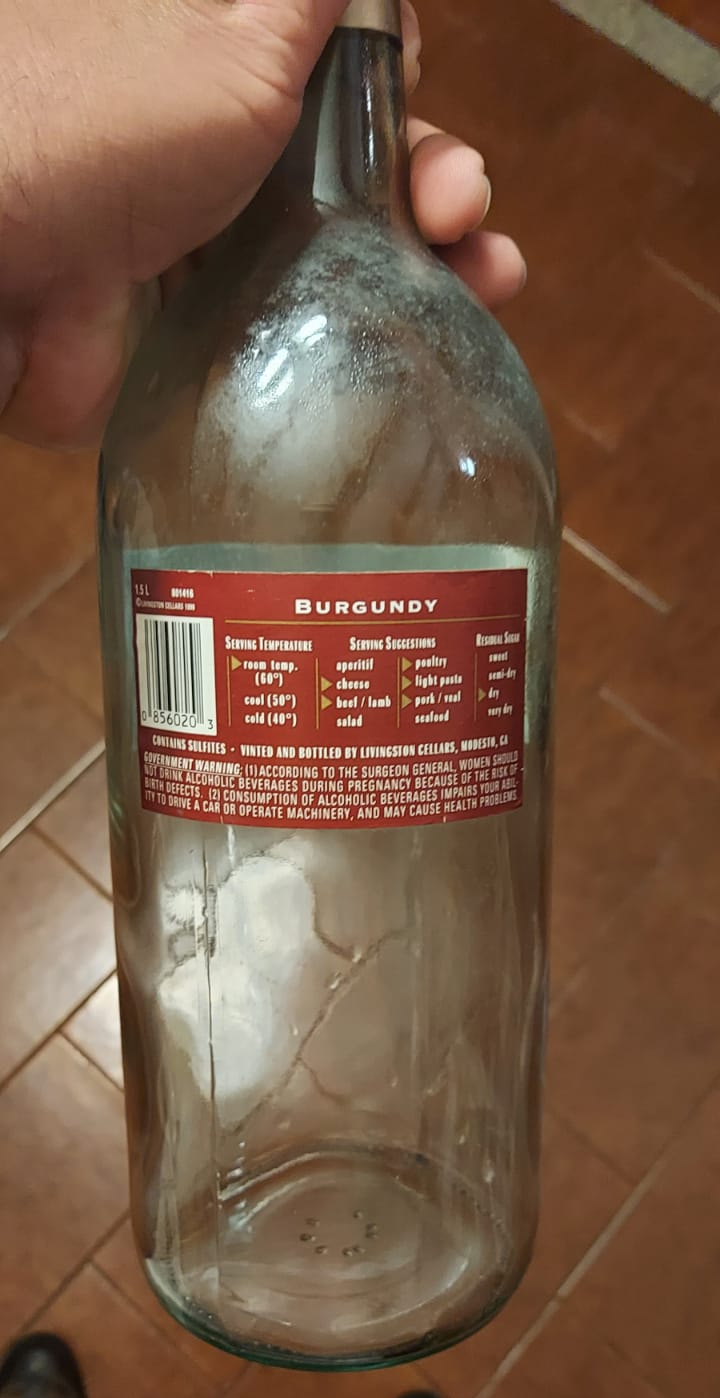 1.5 L 601416
© LIVINGSTON CELLARS 1999
BURGUNDY
SERVING TEMPERATURE
room temp.
(60°)
cool (50°)
cold (40°)
SERVING SUGGESTIONS
aperitif
cheese
beef / lamb
salad
poultry
light pasta
pork / veal
seafood
RESIDUAL SUGAR
sweet
semi-dry
dry
very dry
0 856020 3
CONTAINS SULFITES • VINTED AND BOTTLED BY LIVINGSTON CELLARS, MODESTO, CA
GOVERNMENT WARNING: (1) ACCORDING TO THE SURGEON GENERAL, WOMEN SHOULD
NOT DRINK ALCOHOLIC BEVERAGES DURING PREGNANCY BECAUSE OF THE RISK OF
BIRTH DEFECTS. (2) CONSUMPTION OF ALCOHOLIC BEVERAGES IMPAIRS YOUR ABIL-
ITY TO DRIVE A CAR OR OPERATE MACHINERY, AND MAY CAUSE HEALTH PROBLEMS.